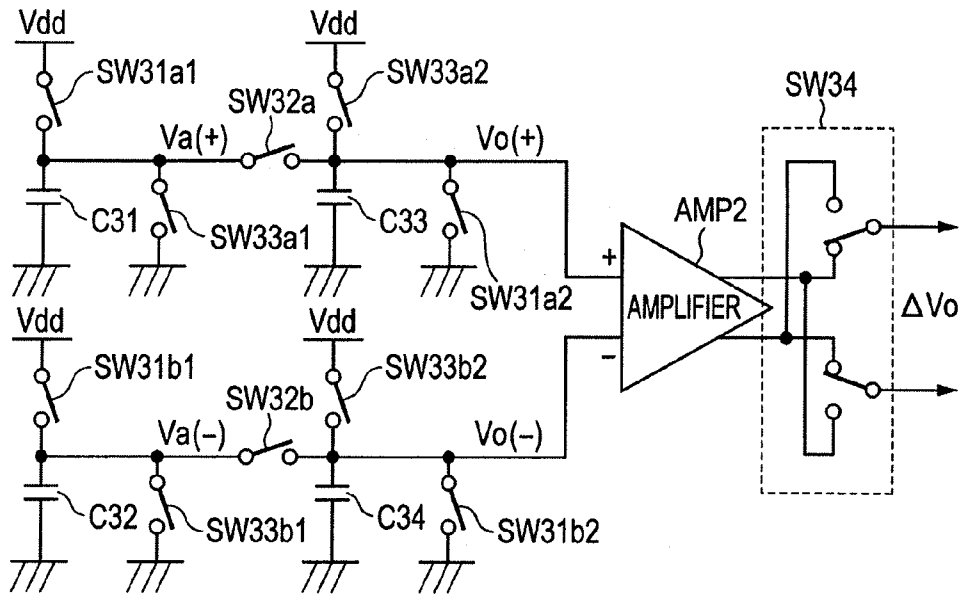 Vdd
Vdd
SW31a1
SW33a2
SW34
SW32a
Va(+)
Vo(+)
C31
SW33a1
C33
SW31a2
AMP2
+
AMPLIFIER
−
ΔVo
Vdd
Vdd
SW31b1
SW33b2
SW32b
Va(−)
Vo(−)
C32
SW33b1
C34
SW31b2